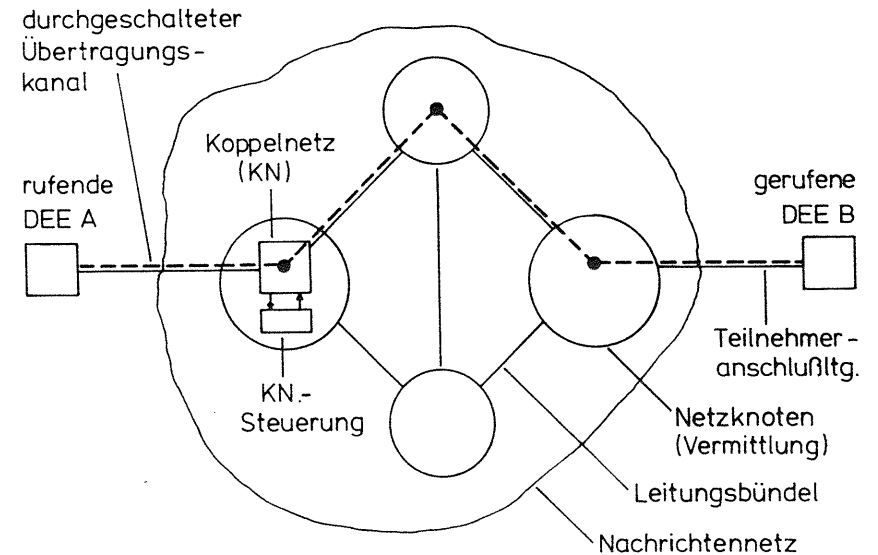 durchgeschalteter
Übertragungs-
kanal
Koppelnetz
(KN)
rufende
DEE A
gerufene
DEE B
Teilnehmer-
anschlußltg.
KN.-
Steuerung
Netzknoten
(Vermittlung)
Leitungsbündel
Nachrichtennetz